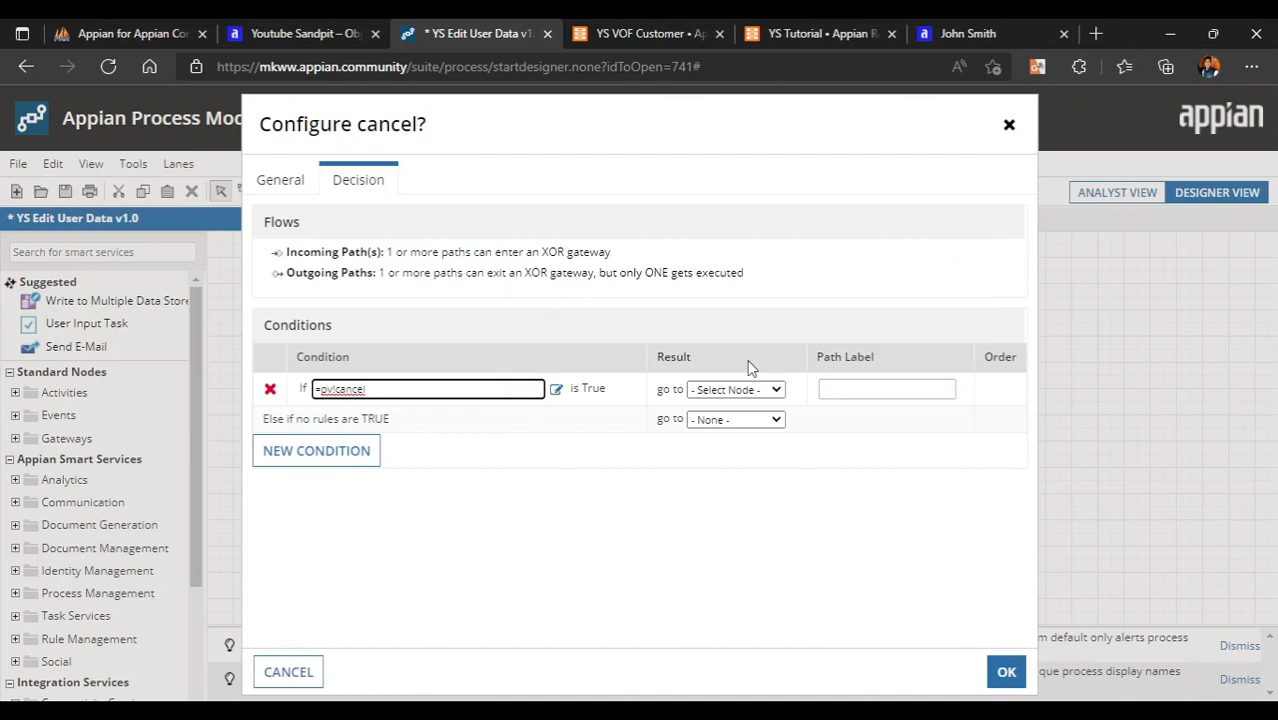 Appian for Appian Co
Youtube Sandpit – Ob
* YS Edit User Data v1.
YS VOF Customer • Ap
YS Tutorial • Appian R
John Smith
https://mkww.appian.community/suite/process/startdesigner.none?idToOpen=741#
Appian Process Mod
appian
File Edit View Tools Lanes
ANALYST VIEW
DESIGNER VIEW
* YS Edit User Data v1.0
Search for smart services
Suggested
Write to Multiple Data Store
User Input Task
Send E-Mail
Standard Nodes
Activities
Events
Gateways
Appian Smart Services
Analytics
Communication
Document Generation
Document Management
Identity Management
Process Management
Task Services
Rule Management
Social
Integration Services
Configure cancel?
General
Decision
Flows
Incoming Path(s): 1 or more paths can enter an XOR gateway
Outgoing Paths: 1 or more paths can exit an XOR gateway, but only ONE gets executed
Conditions
Condition Result Path Label Order
If =pv!cancel is True go to - Select Node -
Else if no rules are TRUE go to - None -
NEW CONDITION
CANCEL
OK
m default only alerts process
Dismiss
que process display names
Dismiss